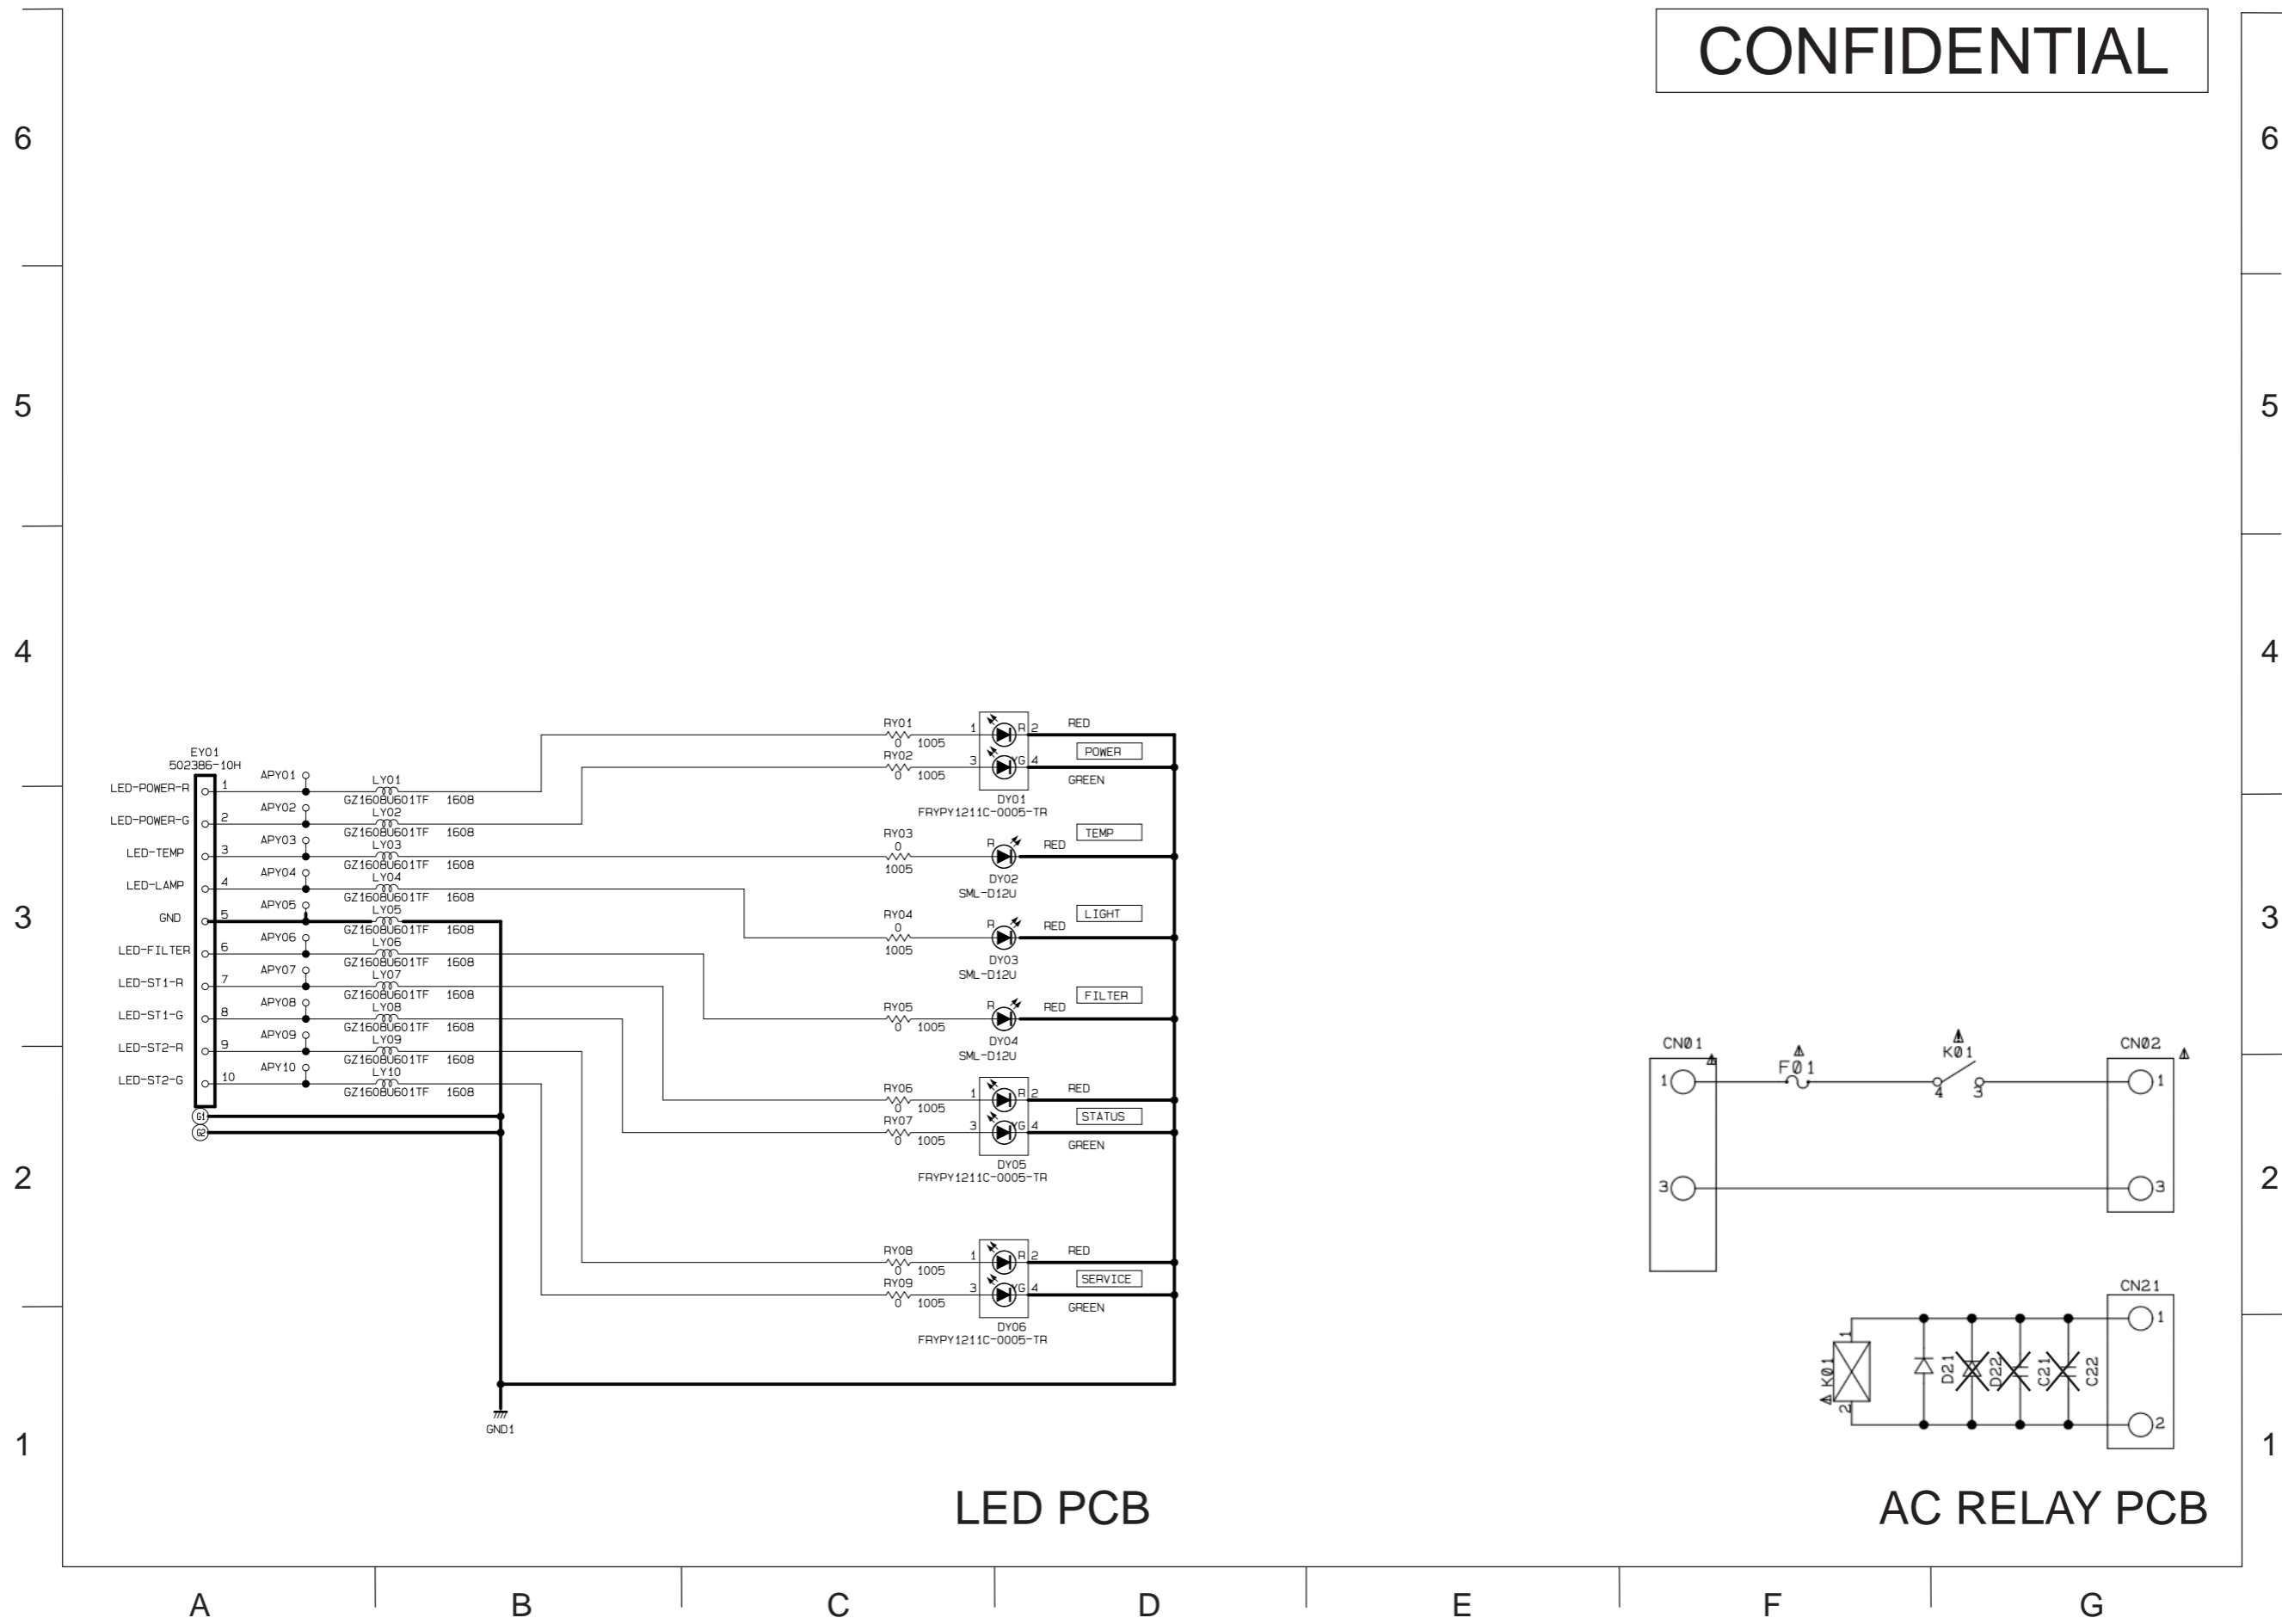 CONFIDENTIAL
6
6
5
5
4
4
3
3
2
2
1
1
EY01
502386-10H
LED-POWER-R 1 APY01 LY01
GZ1608U601TF 1608
LED-POWER-G 2 APY02 LY02
GZ1608U601TF 1608
LED-TEMP 3 APY03 LY03
GZ1608U601TF 1608
LED-LAMP 4 APY04 LY04
GZ1608U601TF 1608
GND 5 APY05 LY05
GZ1608U601TF 1608
LED-FILTER 6 APY06 LY06
GZ1608U601TF 1608
LED-ST1-R 7 APY07 LY07
GZ1608U601TF 1608
LED-ST1-G 8 APY08 LY08
GZ1608U601TF 1608
LED-ST2-R 9 APY09 LY09
GZ1608U601TF 1608
LED-ST2-G 10 APY10 LY10
GZ1608U601TF 1608
G1
G2
GND1
RY01 1 R 2 RED
0 1005
POWER
RY02 3 YG 4
0 1005 GREEN
DY01
FRYPY1211C-0005-TR
RY03 R TEMP
0 RED
1005
DY02
SML-D12U
RY04 R LIGHT
0 RED
1005
DY03
SML-D12U
FILTER
RY05 R RED
0 1005
DY04
SML-D12U
RY06 1 R 2 RED
0 1005
STATUS
RY07 3 YG 4
0 1005 GREEN
DY05
FRYPY1211C-0005-TR
RY08 1 R 2 RED
0 1005
SERVICE
RY09 3 YG 4
0 1005 GREEN
DY06
FRYPY1211C-0005-TR
LED PCB
CN01 F01 K01 CN02
1 4 3 1
3 3
CN21
1
K01 1 2 D21 D22 C21 C22
2
AC RELAY PCB
A B C D E F G